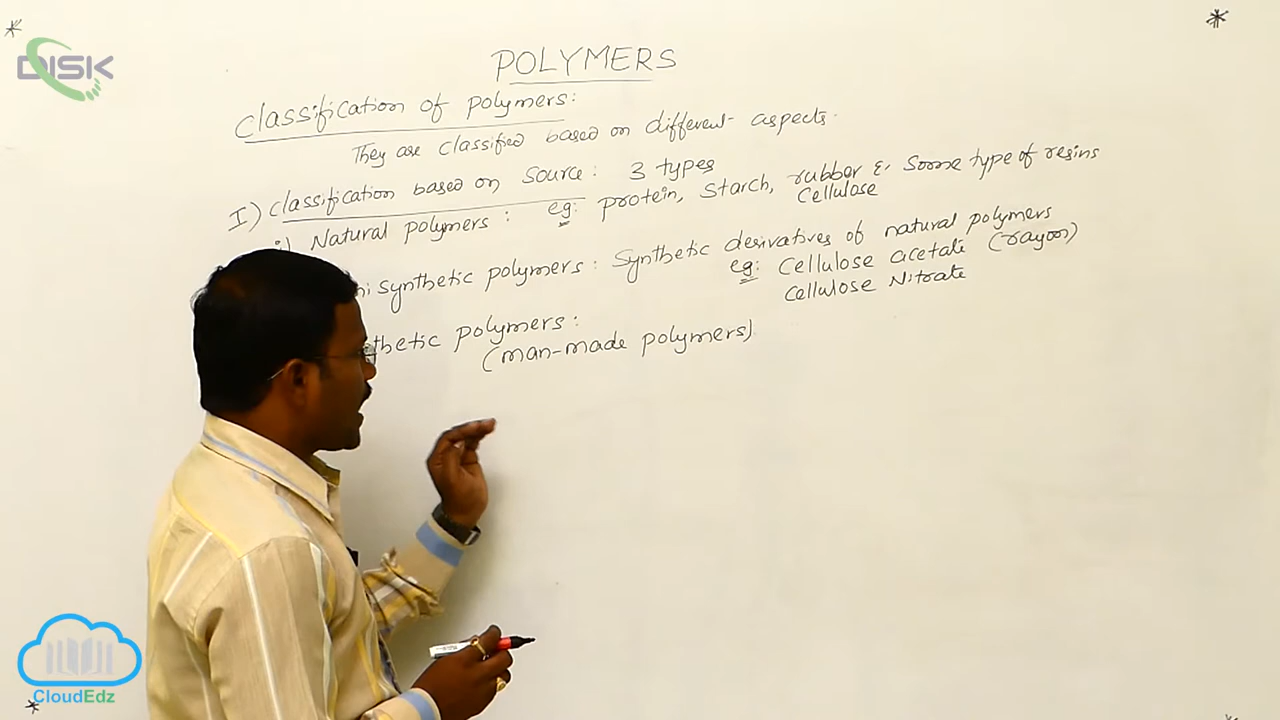 DISK
POLYMERS
Classification of polymers:
They are classified based on different aspects.
I) Classification based on source: 3 types
i) Natural polymers: eg: protein, starch, rubber & some type of resins
Cellulose
synthetic polymers: Synthetic derivatives of natural polymers
eg: Cellulose acetate (rayon)
Cellulose Nitrate
thetic polymers:
(man-made polymers)
CloudEdz